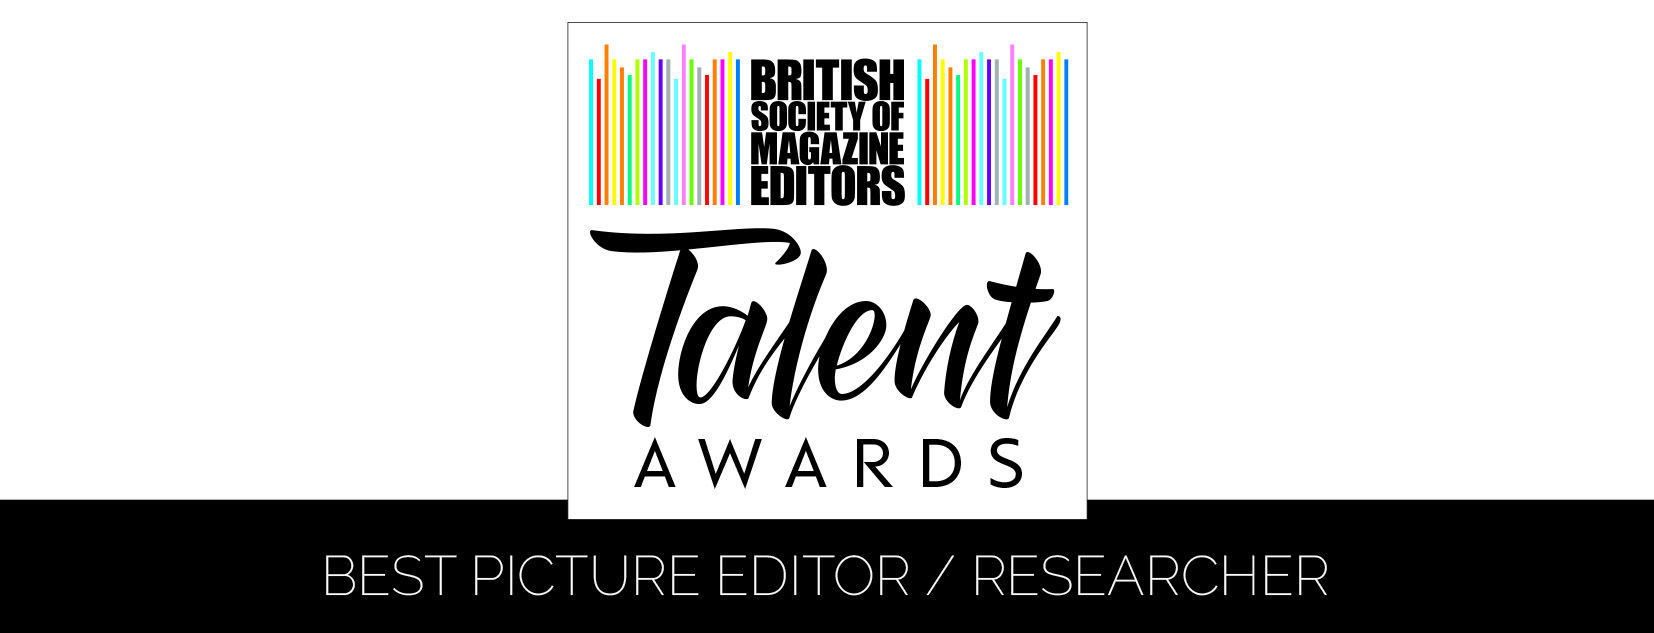 BRITISH
SOCIETY OF
MAGAZINE
EDITORS
Talent
AWARDS
BEST PICTURE EDITOR / RESEARCHER